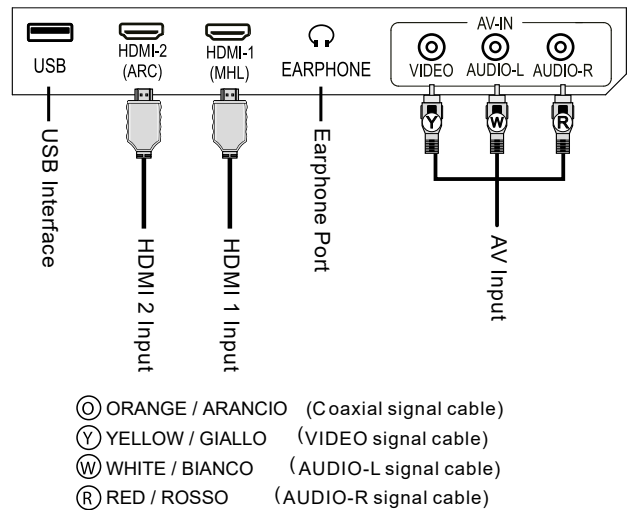 AV-IN
USB
HDMI-2
(ARC)
HDMI-1
(MHL)
EARPHONE
VIDEO
AUDIO-L
AUDIO-R
Y
W
R
USB Interface
HDMI 2 Input
HDMI 1 Input
Earphone Port
AV Input
O ORANGE / ARANCIO (Coaxial signal cable)
Y YELLOW / GIALLO (VIDEO signal cable)
W WHITE / BIANCO (AUDIO-L signal cable)
R RED / ROSSO (AUDIO-R signal cable)